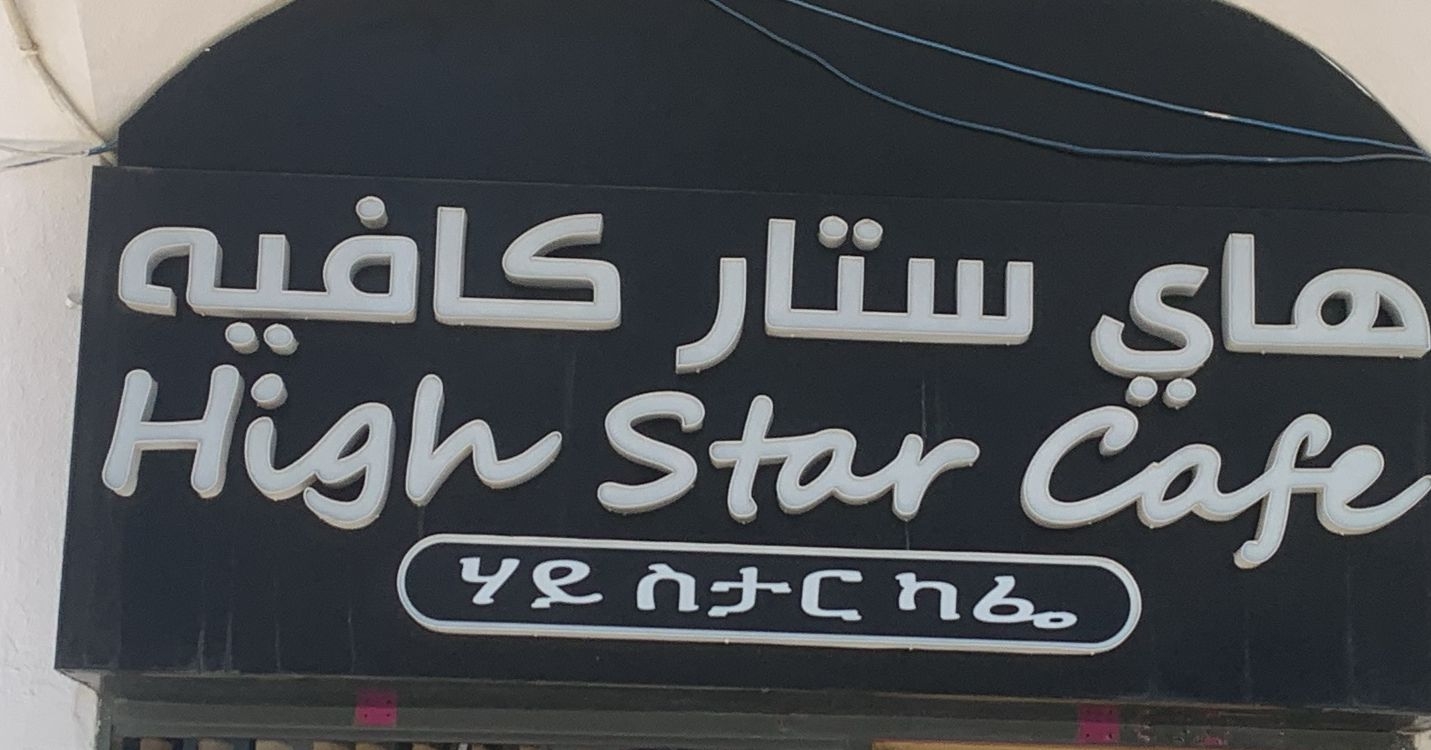 هاي ستار كافيه
High Star Cafe
ሃይ ስታር ካፌ